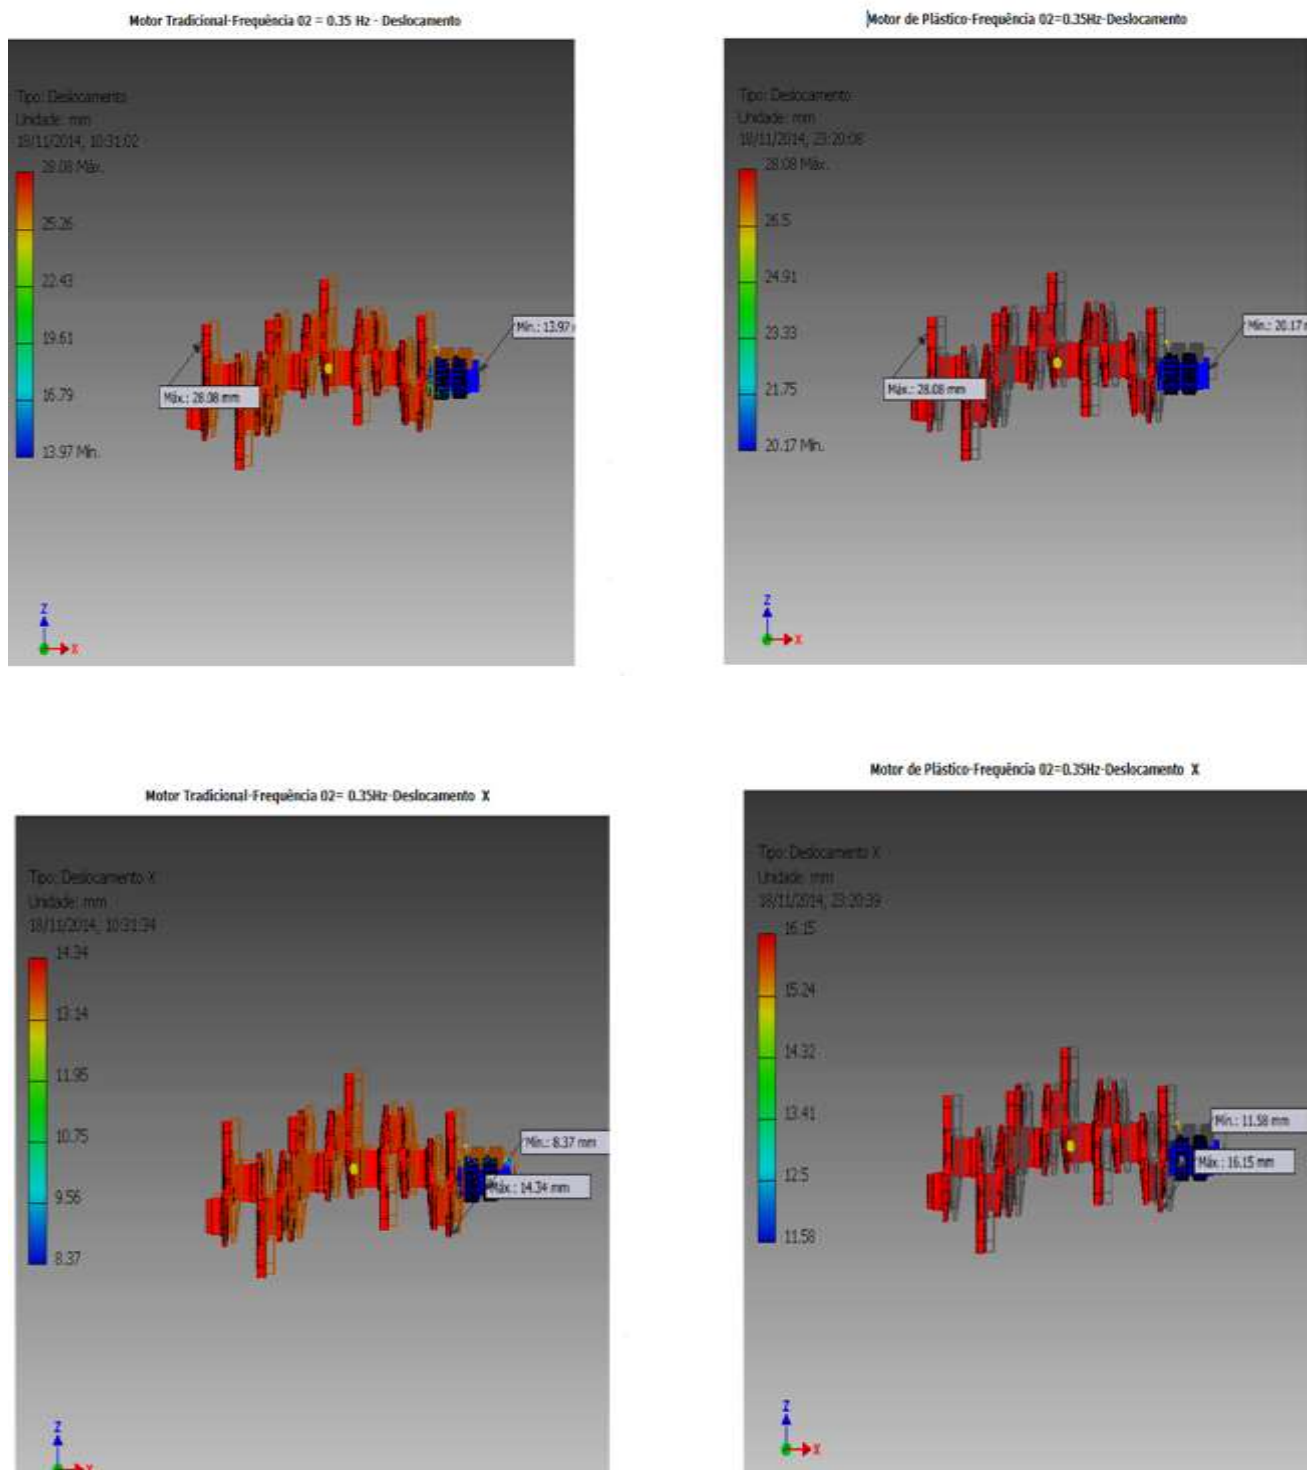 Motor Tradicional-Frequência 02 = 0.35 Hz - Deslocamento
Tipo: Deslocamento
Unidade: mm
18/11/2014, 10:31:02
28.08 Máx.
25.26
22.43
19.61
16.79
13.97 Mín.
Mín.: 13.97
Máx.: 28.08 mm
Z
X
Motor de Plástico-Frequência 02=0.35Hz-Deslocamento
Tipo: Deslocamento
Unidade: mm
18/11/2014, 23:20:08
28.08 Máx.
26.5
24.91
23.33
21.75
20.17 Mín.
Mín.: 20.17
Máx.: 28.08 mm
Z
X
Motor Tradicional-Frequência 02= 0.35Hz-Deslocamento X
Tipo: Deslocamento X
Unidade: mm
18/11/2014, 10:31:34
14.34
13.14
11.95
10.75
9.56
8.37
Mín.: 8.37 mm
Máx.: 14.34 mm
Z
X
Motor de Plástico-Frequência 02=0.35Hz-Deslocamento X
Tipo: Deslocamento X
Unidade: mm
18/11/2014, 23:20:39
16.15
15.24
14.32
13.41
12.5
11.58
Mín.: 11.58 mm
Máx.: 16.15 mm
Z
X